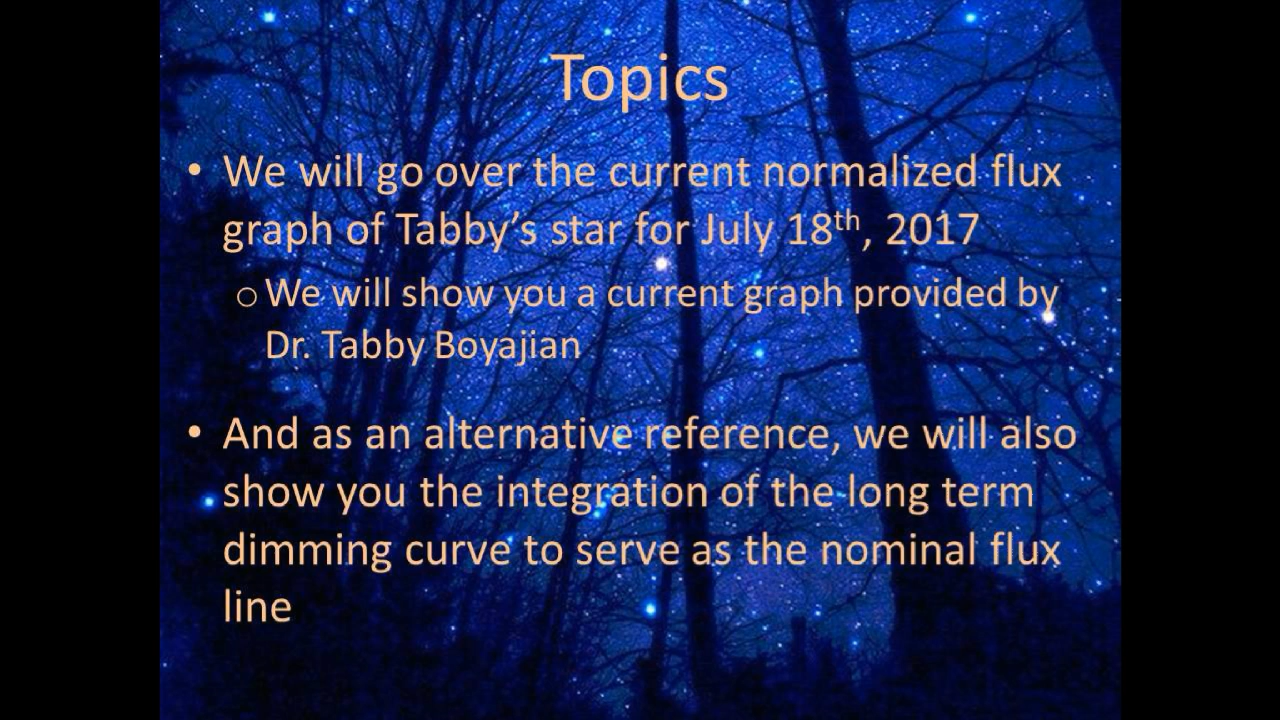 Topics
• We will go over the current normalized flux
graph of Tabby’s star for July 18th, 2017
o We will show you a current graph provided by
Dr. Tabby Boyajian
• And as an alternative reference, we will also
show you the integration of the long term
dimming curve to serve as the nominal flux
line